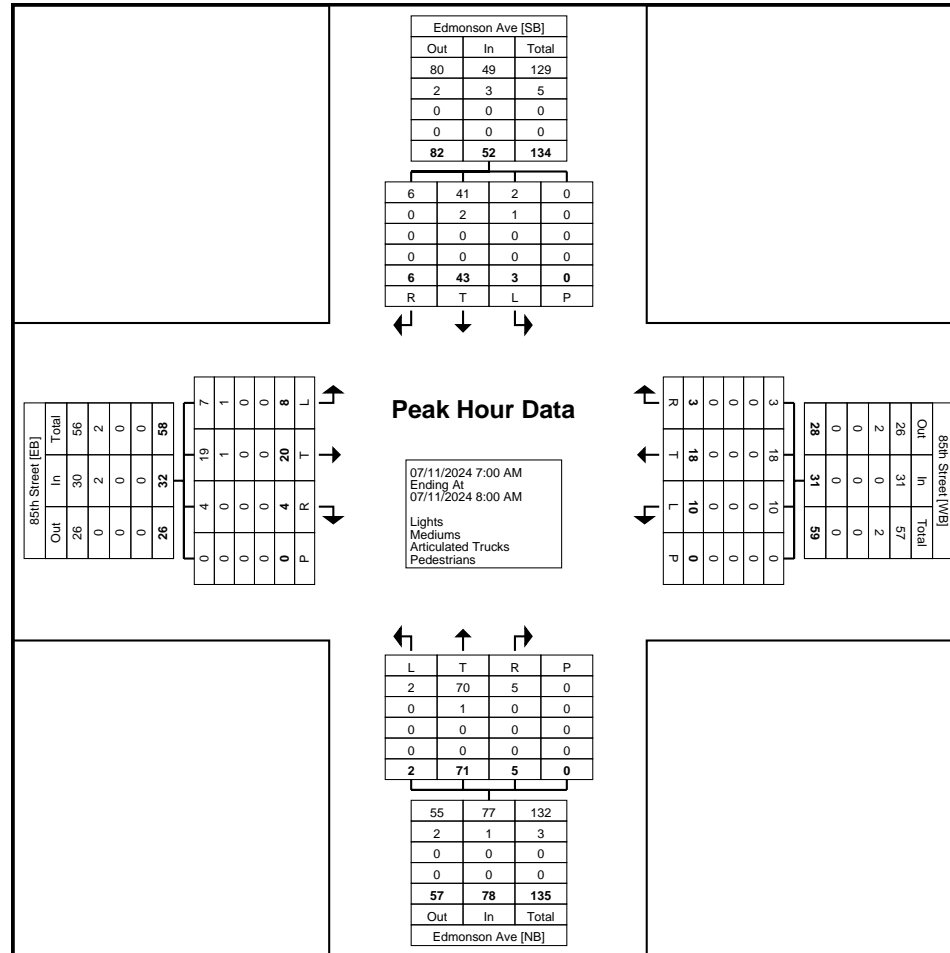 Edmonson Ave [SB]
Out In Total
80 49 129
2 3 5
0 0 0
0 0 0
82 52 134
6 41 2 0
0 2 1 0
0 0 0 0
0 0 0 0
6 43 3 0
R T L P
85th Street [EB]
Total 56 2 0 0 58
In 30 2 0 0 32
Out 26 0 0 0 26
7 1 0 0 8 L
19 1 0 0 20 T
4 0 0 0 4 R
0 0 0 0 0 P
Peak Hour Data
07/11/2024 7:00 AM
Ending At
07/11/2024 8:00 AM
Lights
Mediums
Articulated Trucks
Pedestrians
R 3 0 0 0 3
T 18 0 0 0 18
L 10 0 0 0 10
P 0 0 0 0 0
28 0 0 2 26 Out
31 0 0 0 31 In
59 0 0 2 57 Total
85th Street [WB]
L T R P
2 70 5 0
0 1 0 0
0 0 0 0
0 0 0 0
2 71 5 0
55 77 132
2 1 3
0 0 0
0 0 0
57 78 135
Out In Total
Edmonson Ave [NB]